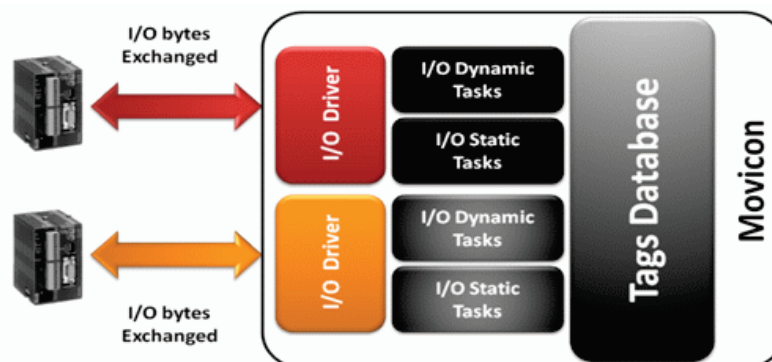 I/O bytes
Exchanged
I/O Driver
I/O Dynamic
Tasks
I/O Static
Tasks
I/O Driver
I/O Dynamic
Tasks
I/O Static
Tasks
I/O bytes
Exchanged
Tags Database
Movicon